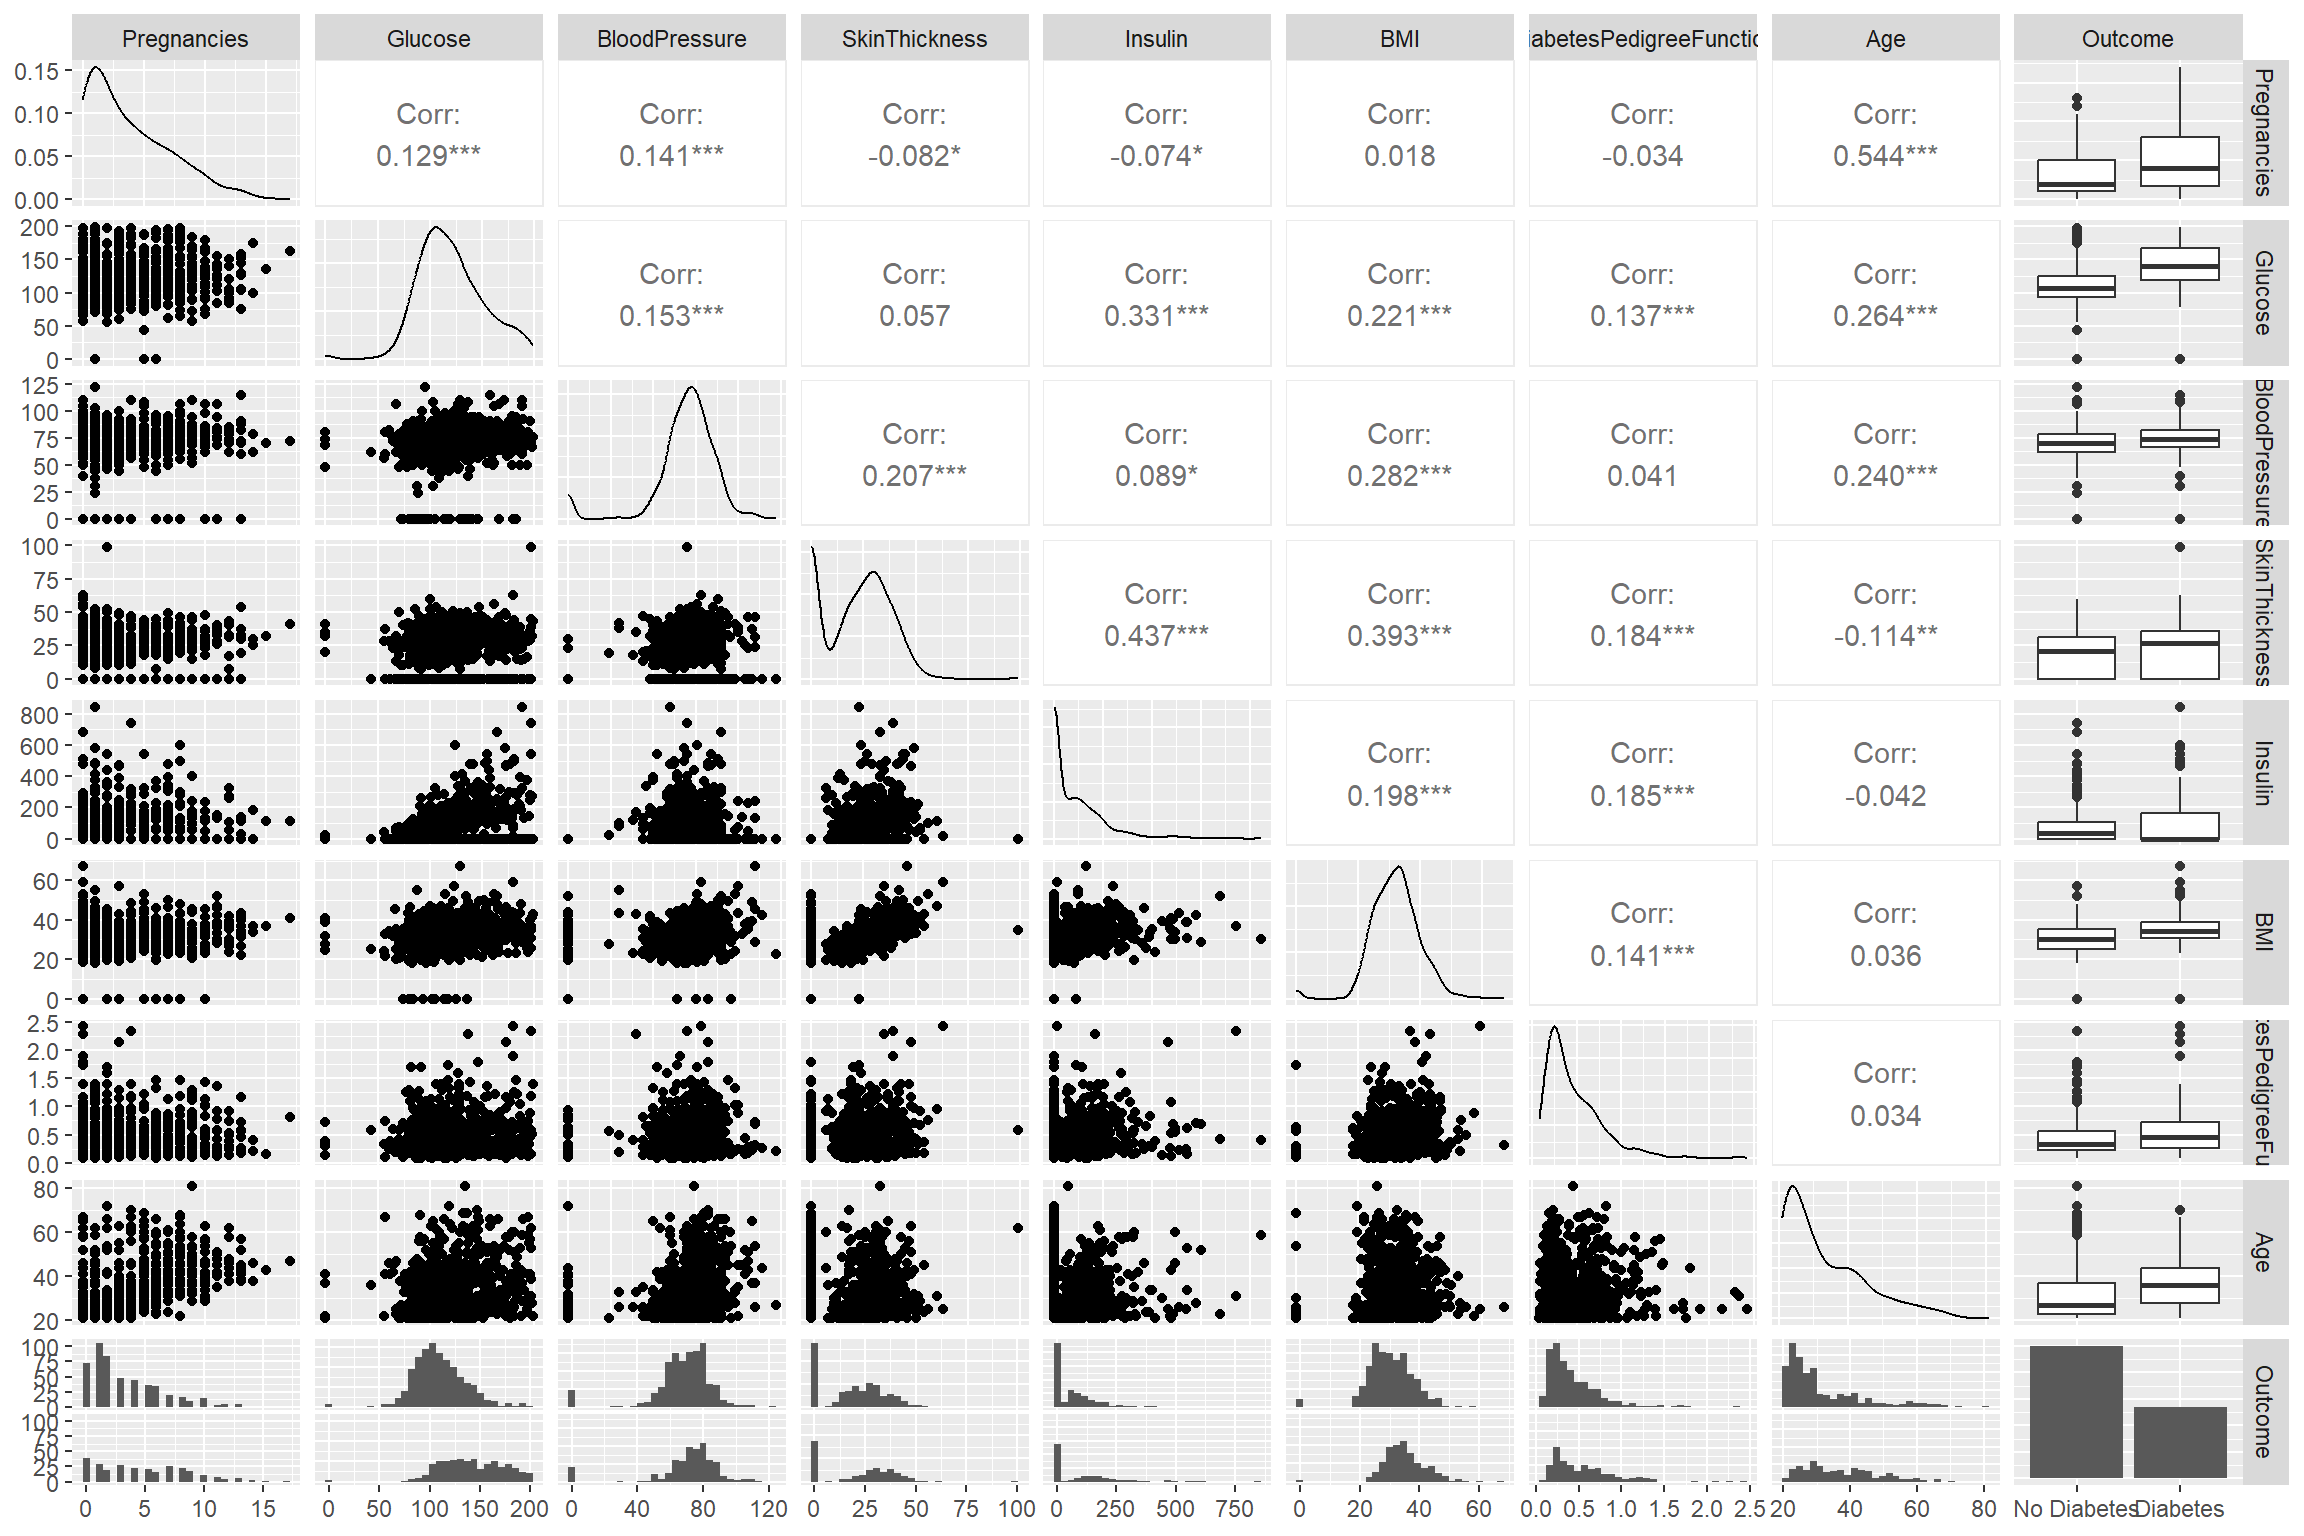 Pregnancies Glucose BloodPressure SkinThickness Insulin BMI iabetesPedigreeFunctio Age Outcome
0.15
0.10
0.05
0.00
Corr:
0.129***
Corr:
0.141***
Corr:
-0.082*
Corr:
-0.074*
Corr:
0.018
Corr:
-0.034
Corr:
0.544***
Pregnancies
200
150
100
50
0
Corr:
0.153***
Corr:
0.057
Corr:
0.331***
Corr:
0.221***
Corr:
0.137***
Corr:
0.264***
Glucose
125
100
75
50
25
0
Corr:
0.207***
Corr:
0.089*
Corr:
0.282***
Corr:
0.041
Corr:
0.240***
BloodPressure
100
75
50
25
0
Corr:
0.437***
Corr:
0.393***
Corr:
0.184***
Corr:
-0.114**
SkinThickness
800
600
400
200
0
Corr:
0.198***
Corr:
0.185***
Corr:
-0.042
Insulin
60
40
20
0
Corr:
0.141***
Corr:
0.036
BMI
2.5
2.0
1.5
1.0
0.5
0.0
Corr:
0.034
tesPedigreeFu
80
60
40
20
Age
100
75
50
25
0
100
75
50
25
0
Outcome
0 5 10 15 0 50 100 150 200 0 40 80 120 0 25 50 75 100 0 250 500 750 0 20 40 60 0.0 0.5 1.0 1.5 2.0 2.5 20 40 60 80 No Diabetes Diabetes